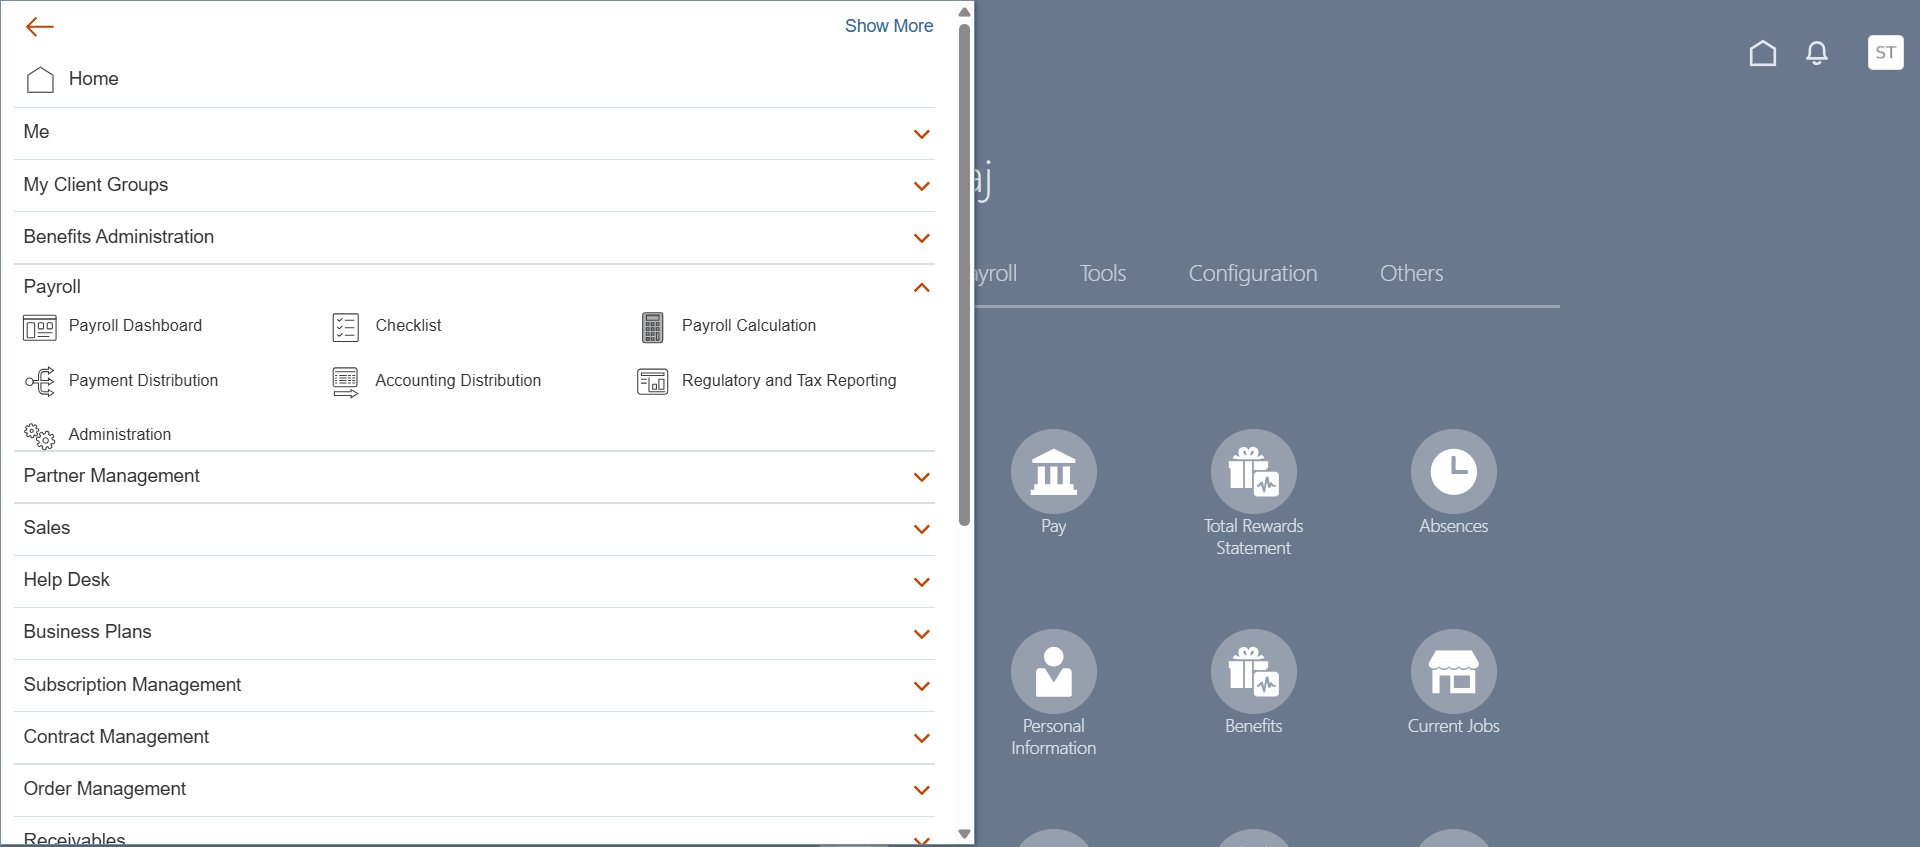 Show More
Home
Me
My Client Groups
Benefits Administration
Payroll
Payroll Dashboard
Checklist
Payroll Calculation
Payment Distribution
Accounting Distribution
Regulatory and Tax Reporting
Administration
Partner Management
Sales
Help Desk
Business Plans
Subscription Management
Contract Management
Order Management
Receivables
ST
Tools
Configuration
Others
Pay
Total Rewards
Statement
Absences
Personal
Information
Benefits
Current Jobs